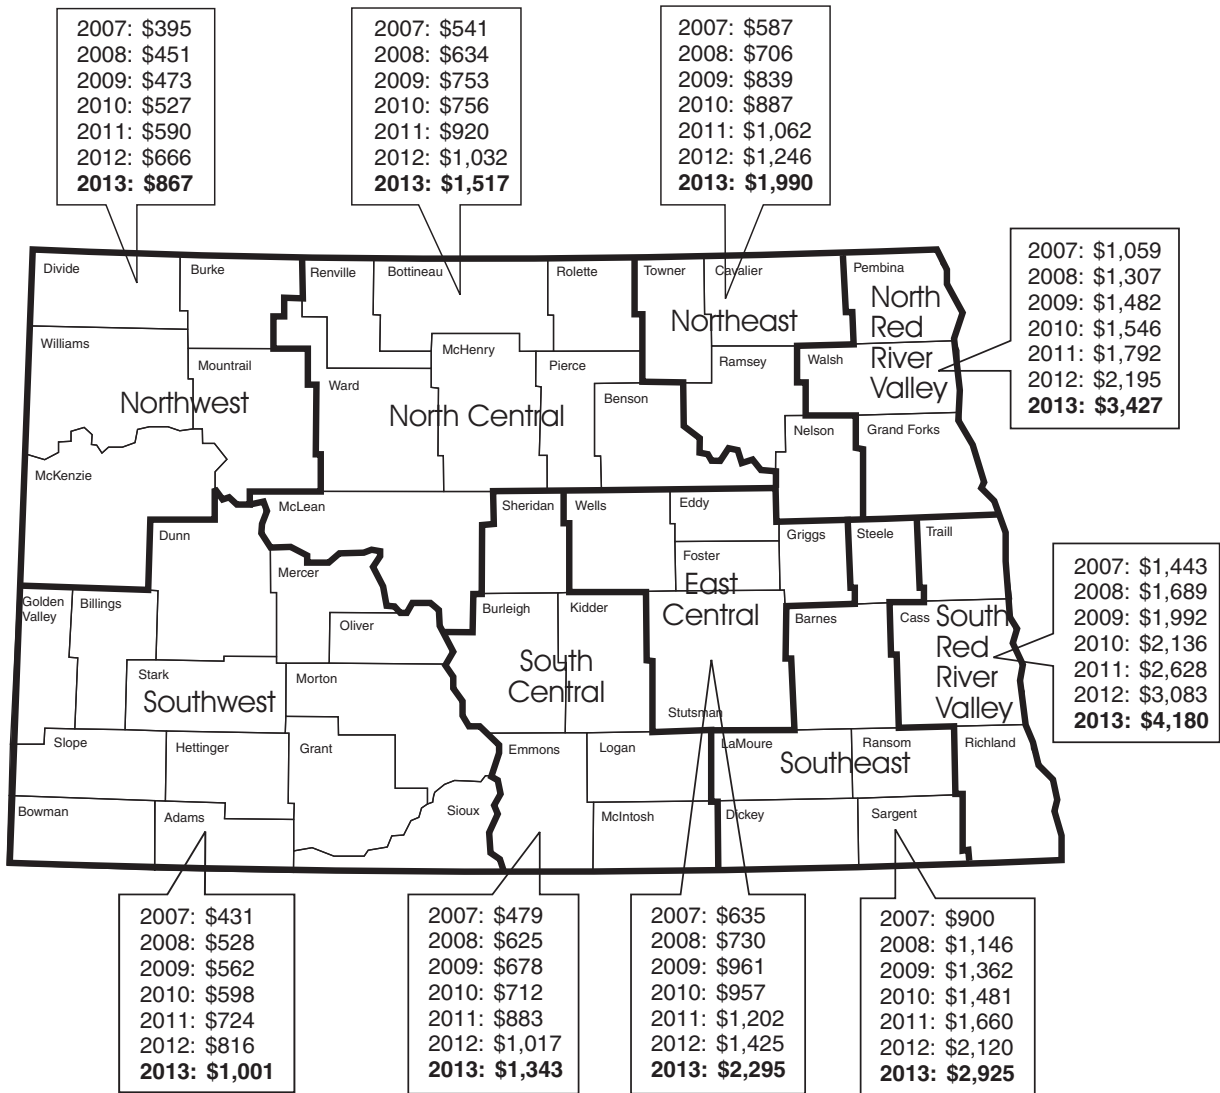 2007: $395
2008: $451
2009: $473
2010: $527
2011: $590
2012: $666
2013: $867
2007: $541
2008: $634
2009: $753
2010: $756
2011: $920
2012: $1,032
2013: $1,517
2007: $587
2008: $706
2009: $839
2010: $887
2011: $1,062
2012: $1,246
2013: $1,990
2007: $1,059
2008: $1,307
2009: $1,482
2010: $1,546
2011: $1,792
2012: $2,195
2013: $3,427
Divide
Burke
Renville
Bottineau
Rolette
Towner
Cavalier
Pembina
North
Red
River
Valley
Northeast
Williams
Mountrail
McHenry
Pierce
Ramsey
Walsh
Ward
Benson
Northwest
North Central
Nelson
Grand Forks
McKenzie
McLean
Sheridan
Wells
Eddy
Dunn
Griggs
Steele
Traill
Foster
Mercer
East
Central
Golden
Valley
Billings
Burleigh
Kidder
Oliver
Barnes
Cass
South
Red
River
Valley
2007: $1,443
2008: $1,689
2009: $1,992
2010: $2,136
2011: $2,628
2012: $3,083
2013: $4,180
South
Central
Stark
Morton
Southwest
Stutsman
Slope
Hettinger
Grant
Emmons
Logan
LaMoure
Ransom
Richland
Southeast
Bowman
Adams
Sioux
McIntosh
Dickey
Sargent
2007: $431
2008: $528
2009: $562
2010: $598
2011: $724
2012: $816
2013: $1,001
2007: $479
2008: $625
2009: $678
2010: $712
2011: $883
2012: $1,017
2013: $1,343
2007: $635
2008: $730
2009: $961
2010: $957
2011: $1,202
2012: $1,425
2013: $2,295
2007: $900
2008: $1,146
2009: $1,362
2010: $1,481
2011: $1,660
2012: $2,120
2013: $2,925